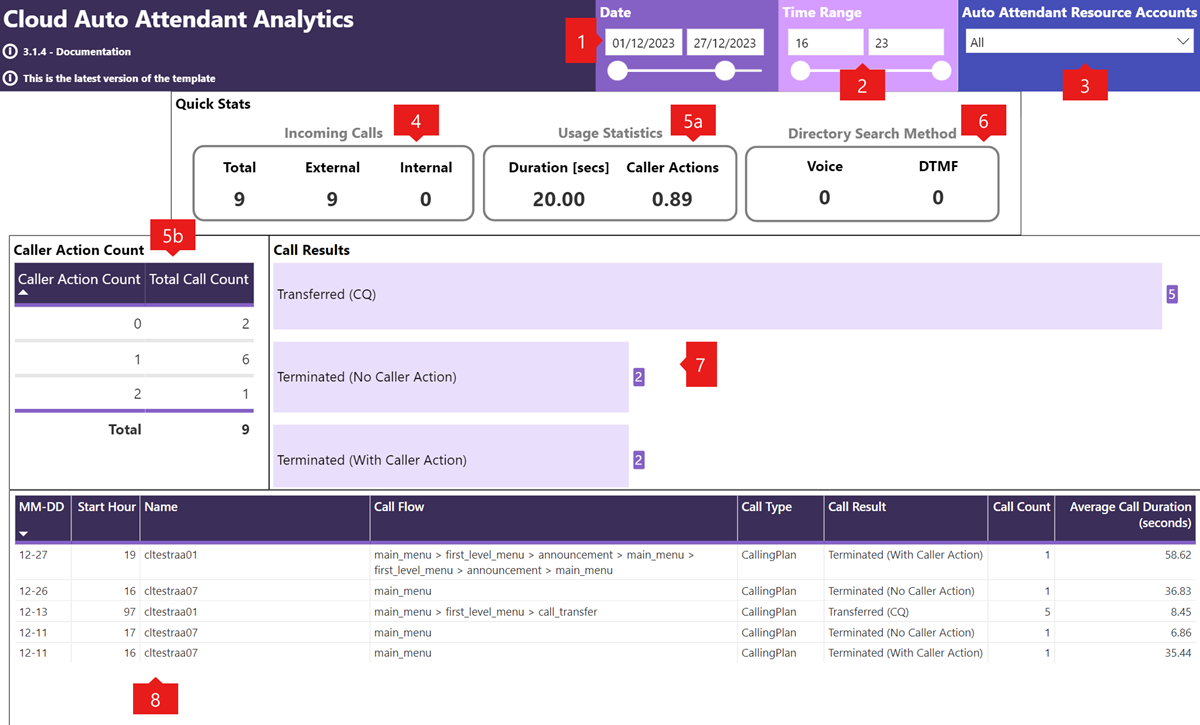 Cloud Auto Attendant Analytics
3.1.4 - Documentation
This is the latest version of the template
1
Date
01/12/2023 27/12/2023
Time Range
16 23
2
Auto Attendant Resource Accounts
All
3
Quick Stats
Incoming Calls
4
Total External Internal
9 9 0
Usage Statistics
5a
Duration [secs] Caller Actions
20.00 0.89
Directory Search Method
6
Voice DTMF
0 0
5b
Caller Action Count
Caller Action Count Total Call Count
0 2
1 6
2 1
Total 9
Call Results
Transferred (CQ) 5
Terminated (No Caller Action) 2
7
Terminated (With Caller Action) 2
MM-DD Start Hour Name Call Flow Call Type Call Result Call Count Average Call Duration
(seconds)
12-27 19 cltestraa01 main_menu > first_level_menu > announcement > main_menu > CallingPlan Terminated (With Caller Action) 1 58.62
first_level_menu > announcement > main_menu
12-26 16 cltestraa07 main_menu CallingPlan Terminated (No Caller Action) 1 36.83
12-13 97 cltestraa01 main_menu > first_level_menu > call_transfer CallingPlan Transferred (CQ) 5 8.45
12-11 17 cltestraa07 main_menu CallingPlan Terminated (No Caller Action) 1 6.86
12-11 16 cltestraa07 main_menu CallingPlan Terminated (With Caller Action) 1 35.44
8